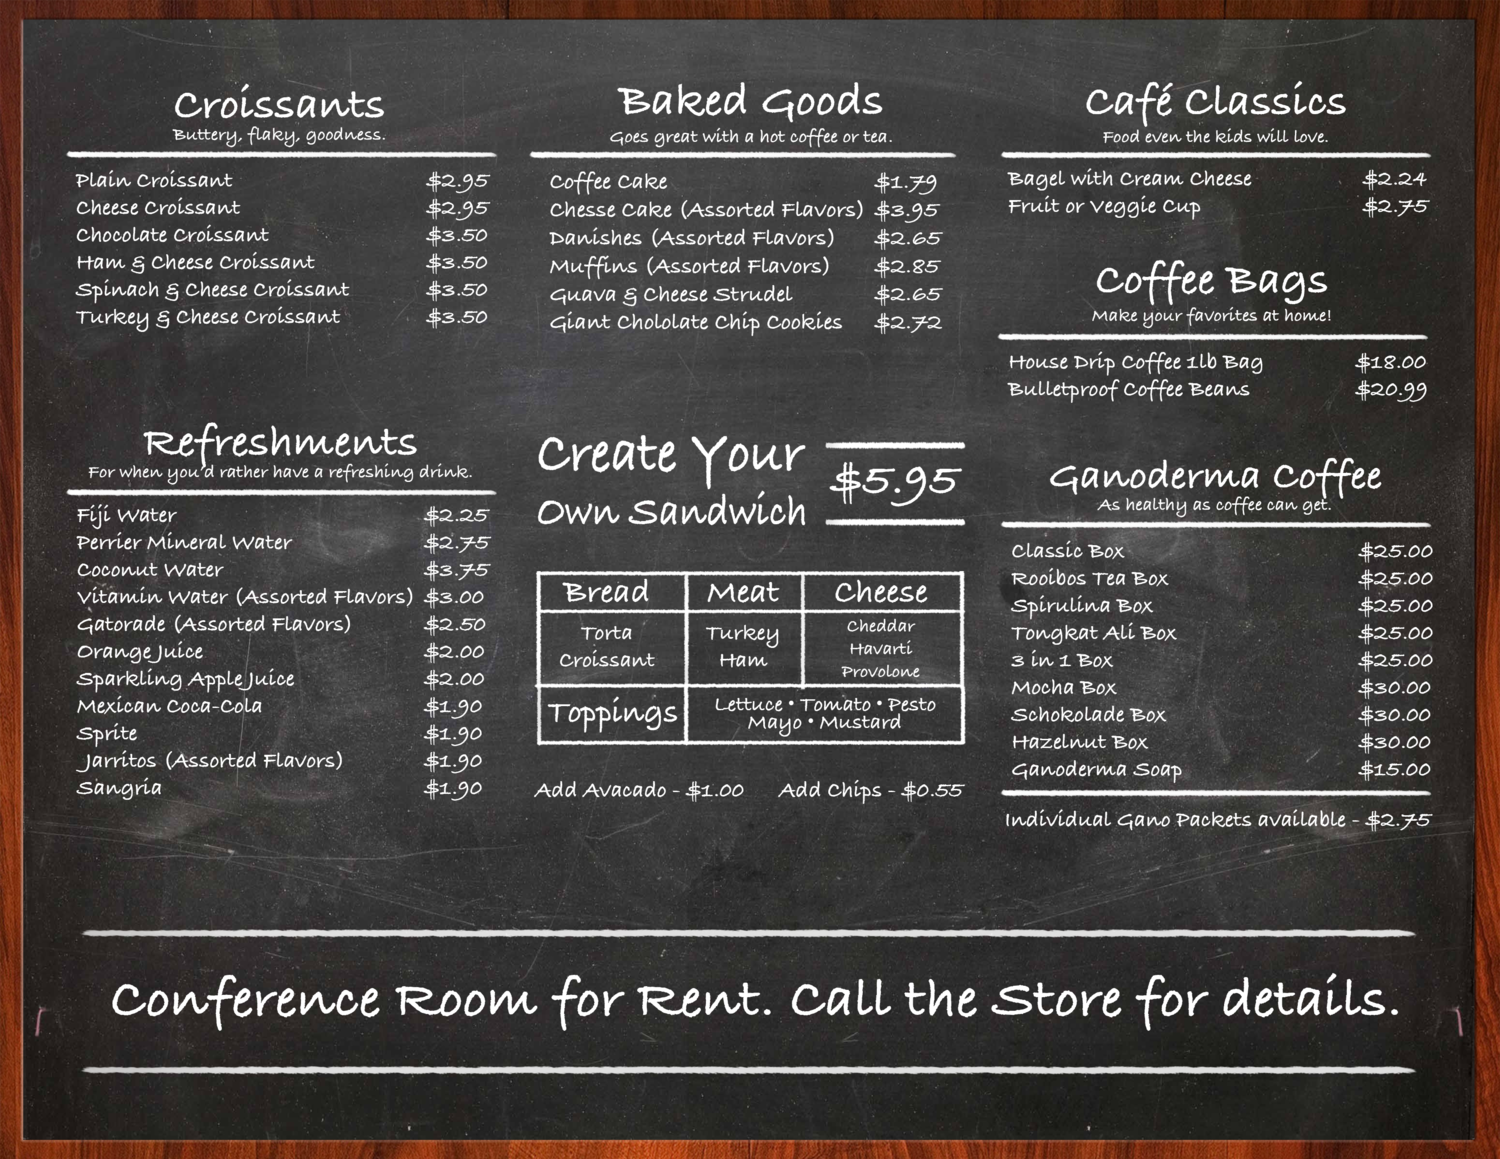 Croissants
Buttery, flaky, goodness.
Plain Croissant $2.95
Cheese Croissant $2.95
Chocolate Croissant $3.50
Ham & Cheese Croissant $3.50
Spinach & Cheese Croissant $3.50
Turkey & Cheese Croissant $3.50
Baked Goods
Goes great with a hot coffee or tea.
Coffee Cake $1.79
Chesse Cake (Assorted Flavors) $3.95
Danishes (Assorted Flavors) $2.65
Muffins (Assorted Flavors) $2.85
Guava & Cheese Strudel $2.65
Giant Chololate Chip Cookies $2.72
Café Classics
Food even the kids will love.
Bagel with Cream Cheese $2.24
Fruit or Veggie Cup $2.75
Coffee Bags
Make your favorites at home!
House Drip Coffee 1lb Bag $18.00
Bulletproof Coffee Beans $20.99
Refreshments
For when you'd rather have a refreshing drink.
Fiji Water $2.25
Perrier Mineral Water $2.75
Coconut Water $3.75
Vitamin Water (Assorted Flavors) $3.00
Gatorade (Assorted Flavors) $2.50
Orange Juice $2.00
Sparkling Apple Juice $2.00
Mexican Coca-Cola $1.90
Sprite $1.90
Jarritos (Assorted Flavors) $1.90
Sangria $1.90
Create Your
Own Sandwich
$5.95
Bread Meat Cheese
Torta
Croissant
Turkey
Ham
Cheddar
Havarti
Provolone
Toppings
Lettuce • Tomato • Pesto
Mayo • Mustard
Add Avacado - $1.00 Add Chips - $0.55
Ganoderma Coffee
As healthy as coffee can get.
Classic Box $25.00
Rooibos Tea Box $25.00
Spirulina Box $25.00
Tongkat Ali Box $25.00
3 in 1 Box $25.00
Mocha Box $30.00
Schokolade Box $30.00
Hazelnut Box $30.00
Ganoderma Soap $15.00
Individual Gano Packets available - $2.75
Conference Room for Rent. Call the Store for details.